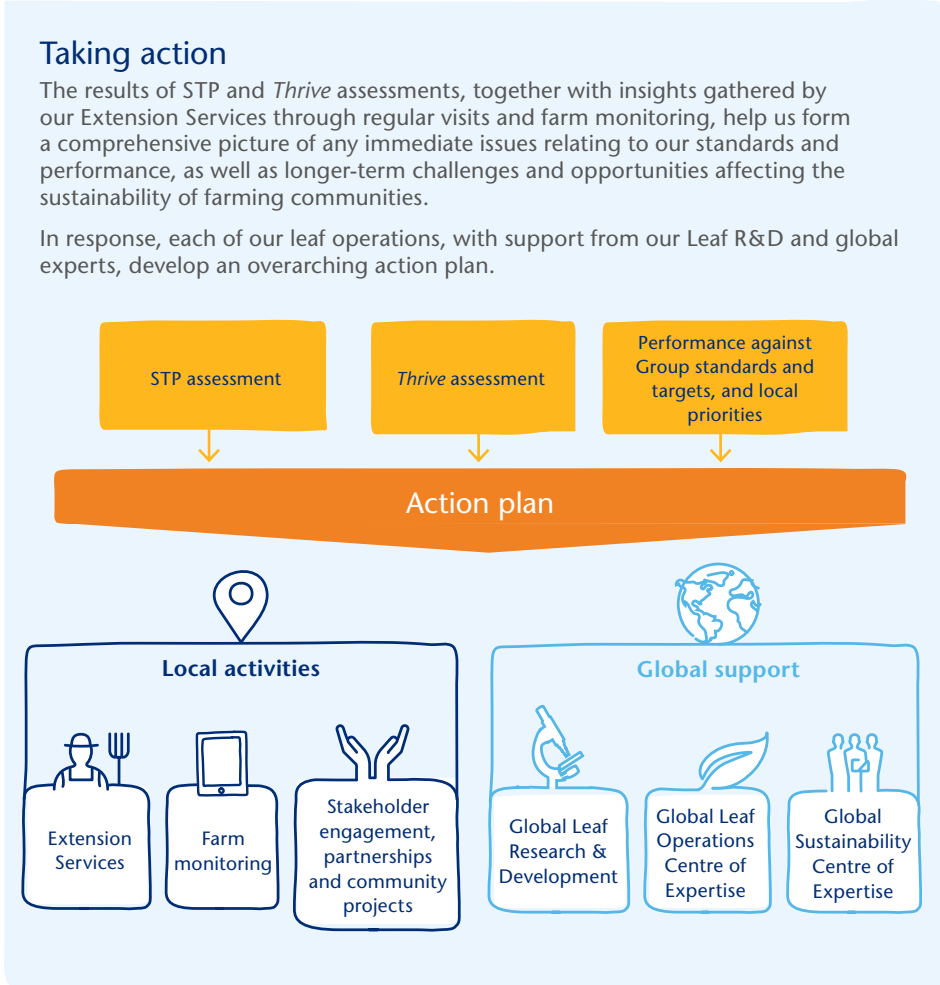 Taking action
The results of STP and Thrive assessments, together with insights gathered by
our Extension Services through regular visits and farm monitoring, help us form
a comprehensive picture of any immediate issues relating to our standards and
performance, as well as longer-term challenges and opportunities affecting the
sustainability of farming communities.
In response, each of our leaf operations, with support from our Leaf R&D and global
experts, develop an overarching action plan.
STP assessment
Thrive assessment
Performance against
Group standards and
targets, and local
priorities
Action plan
Local activities
Extension
Services
Farm
monitoring
Stakeholder
engagement,
partnerships
and community
projects
Global support
Global Leaf
Research &
Development
Global Leaf
Operations
Centre of
Expertise
Global
Sustainability
Centre of
Expertise